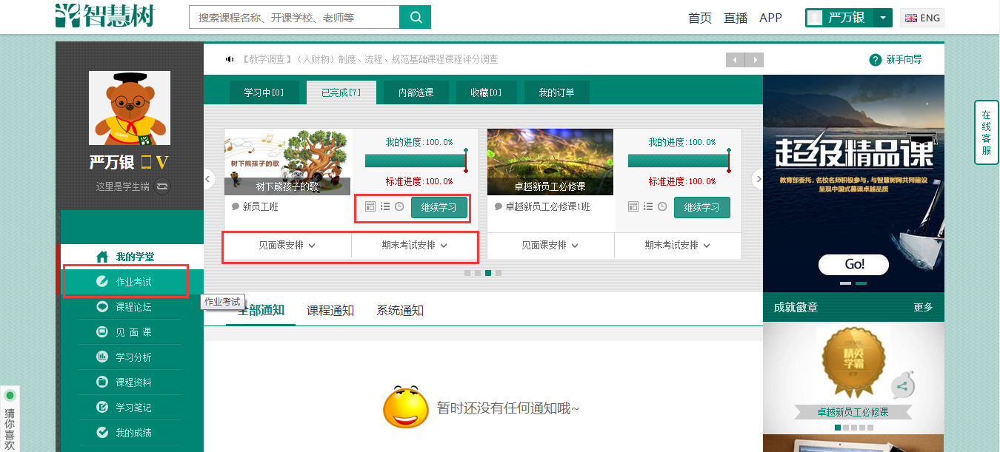 智慧树
搜索课程名称、开课学校、老师等
首页 直播 APP
严万银
ENG
【教学调查】（人财物）制度、流程、规范基础课程课程评分调查
? 新手向导
严万银 V
这里是学生端
我的学堂
作业考试
课程论坛
见 面 课
学习分析
课程资料
学习笔记
我的成绩
作业考试
学习中[0] 已完成[7] 内部选课 收藏[0] 我的订单
树下熊孩子的歌
树下熊孩子的歌
新员工班
我的进度:100.0%
标准进度:100.0%
继续学习
见面课安排 期末考试安排
卓越新员工必修课
卓越新员工必修课1班
我的进度:100.0%
标准进度:100.0%
继续学习
见面课安排 期末考试安排
全部通知 课程通知 系统通知
暂时还没有任何通知哦~
超级精品课
教育部委托，名校名师积极参与，与智慧树网共同建设
呈现中国式慕课卓越品质
Go!
成就徽章 更多
精英
学霸
卓越新员工必修课
在线客服
猜你喜欢